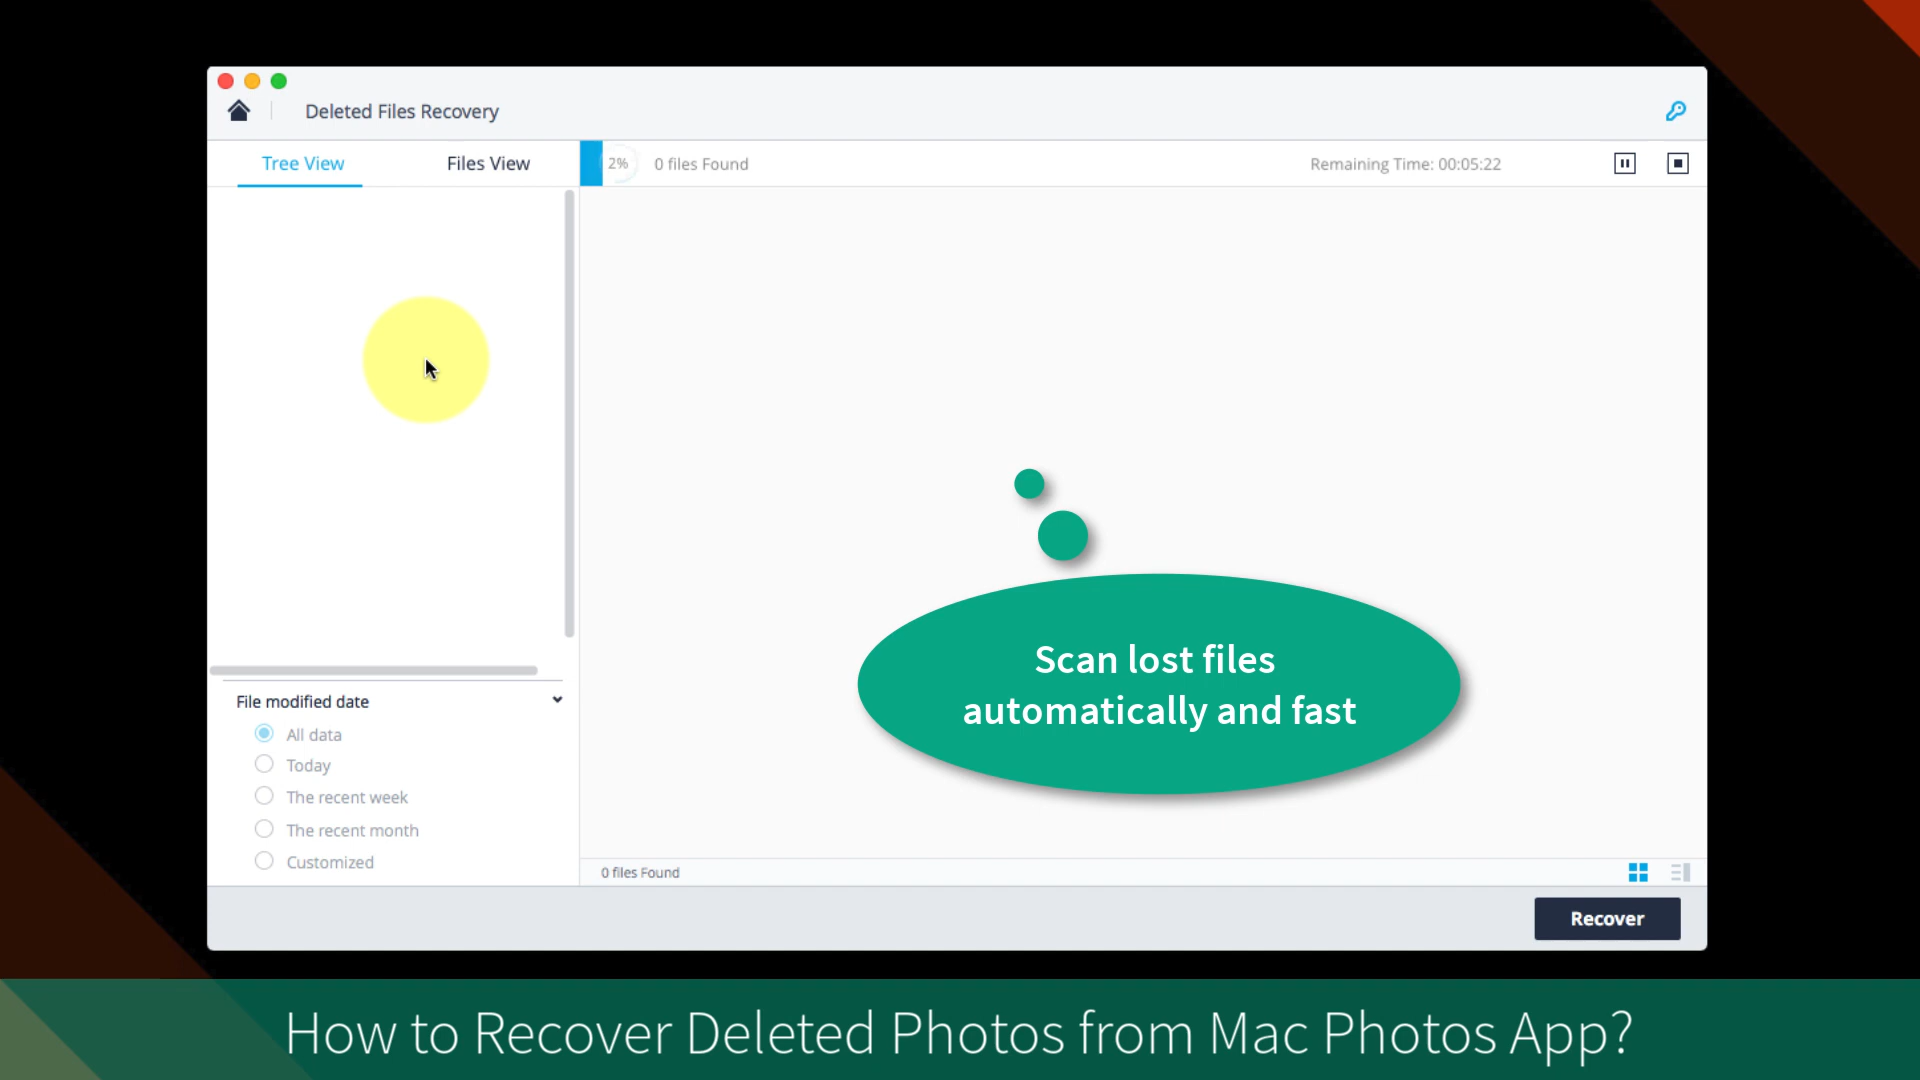 Deleted Files Recovery
Tree View
Files View
2%
0 files Found
Remaining Time: 00:05:22
Scan lost files
automatically and fast
File modified date
All data
Today
The recent week
The recent month
Customized
0 files Found
Recover
How to Recover Deleted Photos from Mac Photos App?